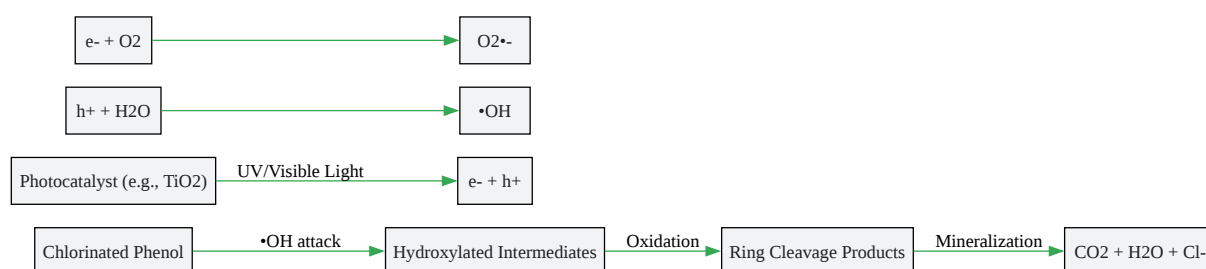 e- + O2
O2•-
h+ + H2O
•OH
Photocatalyst (e.g., TiO2)
UV/Visible Light
e- + h+
Chlorinated Phenol
•OH attack
Hydroxylated Intermediates
Oxidation
Ring Cleavage Products
Mineralization
CO2 + H2O + Cl-